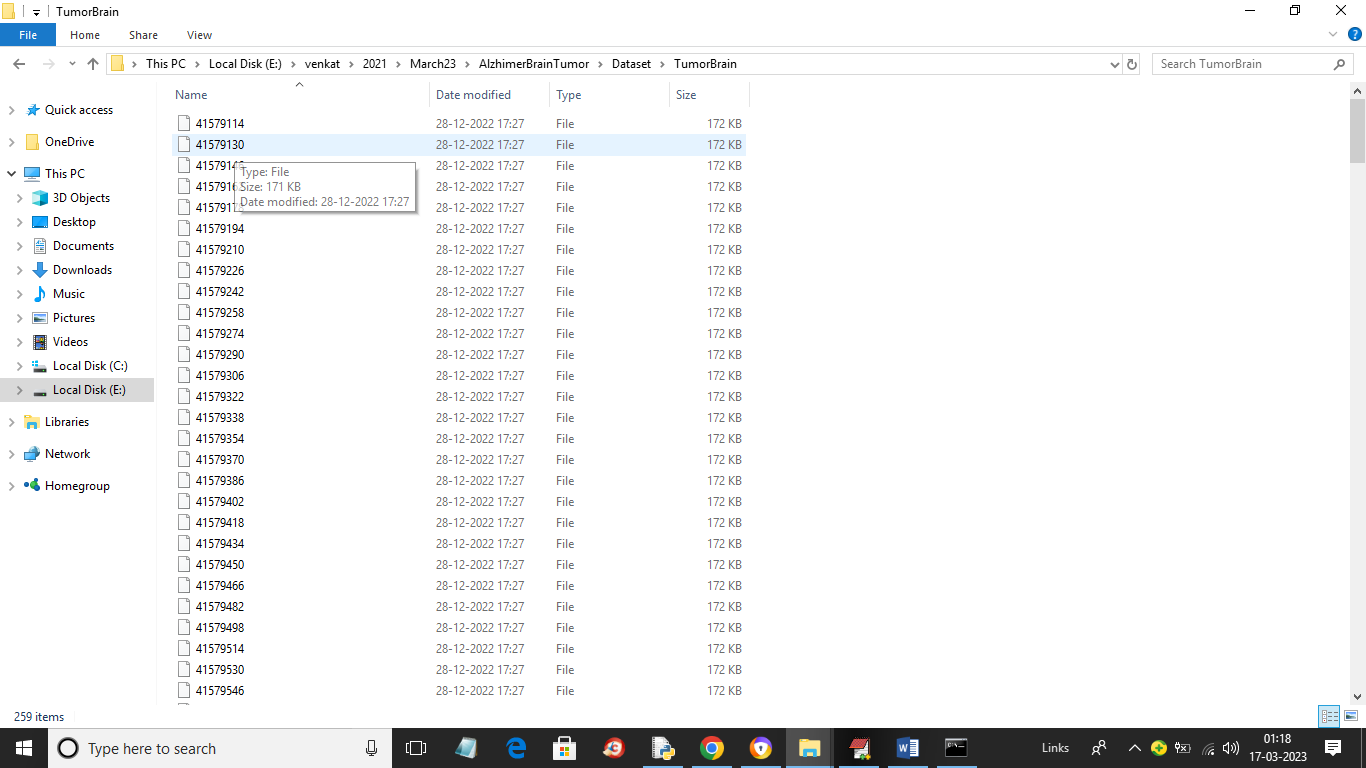 TumorBrain
File Home Share View
This PC Local Disk (E:) venkat 2021 March23 AlzhimerBrainTumor Dataset TumorBrain Search TumorBrain
Quick access
OneDrive
This PC
3D Objects
Desktop
Documents
Downloads
Music
Pictures
Videos
Local Disk (C:)
Local Disk (E:)
Libraries
Network
Homegroup
Name Date modified Type Size
41579114 28-12-2022 17:27 File 172 KB
41579130 28-12-2022 17:27 File 172 KB
4157914 28-12-2022 17:27 File 172 KB
4157916 28-12-2022 17:27 File 172 KB
4157917 28-12-2022 17:27 File 172 KB
Type: File
Size: 171 KB
Date modified: 28-12-2022 17:27
41579194 28-12-2022 17:27 File 172 KB
41579210 28-12-2022 17:27 File 172 KB
41579226 28-12-2022 17:27 File 172 KB
41579242 28-12-2022 17:27 File 172 KB
41579258 28-12-2022 17:27 File 172 KB
41579274 28-12-2022 17:27 File 172 KB
41579290 28-12-2022 17:27 File 172 KB
41579306 28-12-2022 17:27 File 172 KB
41579322 28-12-2022 17:27 File 172 KB
41579338 28-12-2022 17:27 File 172 KB
41579354 28-12-2022 17:27 File 172 KB
41579370 28-12-2022 17:27 File 172 KB
41579386 28-12-2022 17:27 File 172 KB
41579402 28-12-2022 17:27 File 172 KB
41579418 28-12-2022 17:27 File 172 KB
41579434 28-12-2022 17:27 File 172 KB
41579450 28-12-2022 17:27 File 172 KB
41579466 28-12-2022 17:27 File 172 KB
41579482 28-12-2022 17:27 File 172 KB
41579498 28-12-2022 17:27 File 172 KB
41579514 28-12-2022 17:27 File 172 KB
41579530 28-12-2022 17:27 File 172 KB
41579546 28-12-2022 17:27 File 172 KB
259 items
Type here to search
Links
01:18
17-03-2023